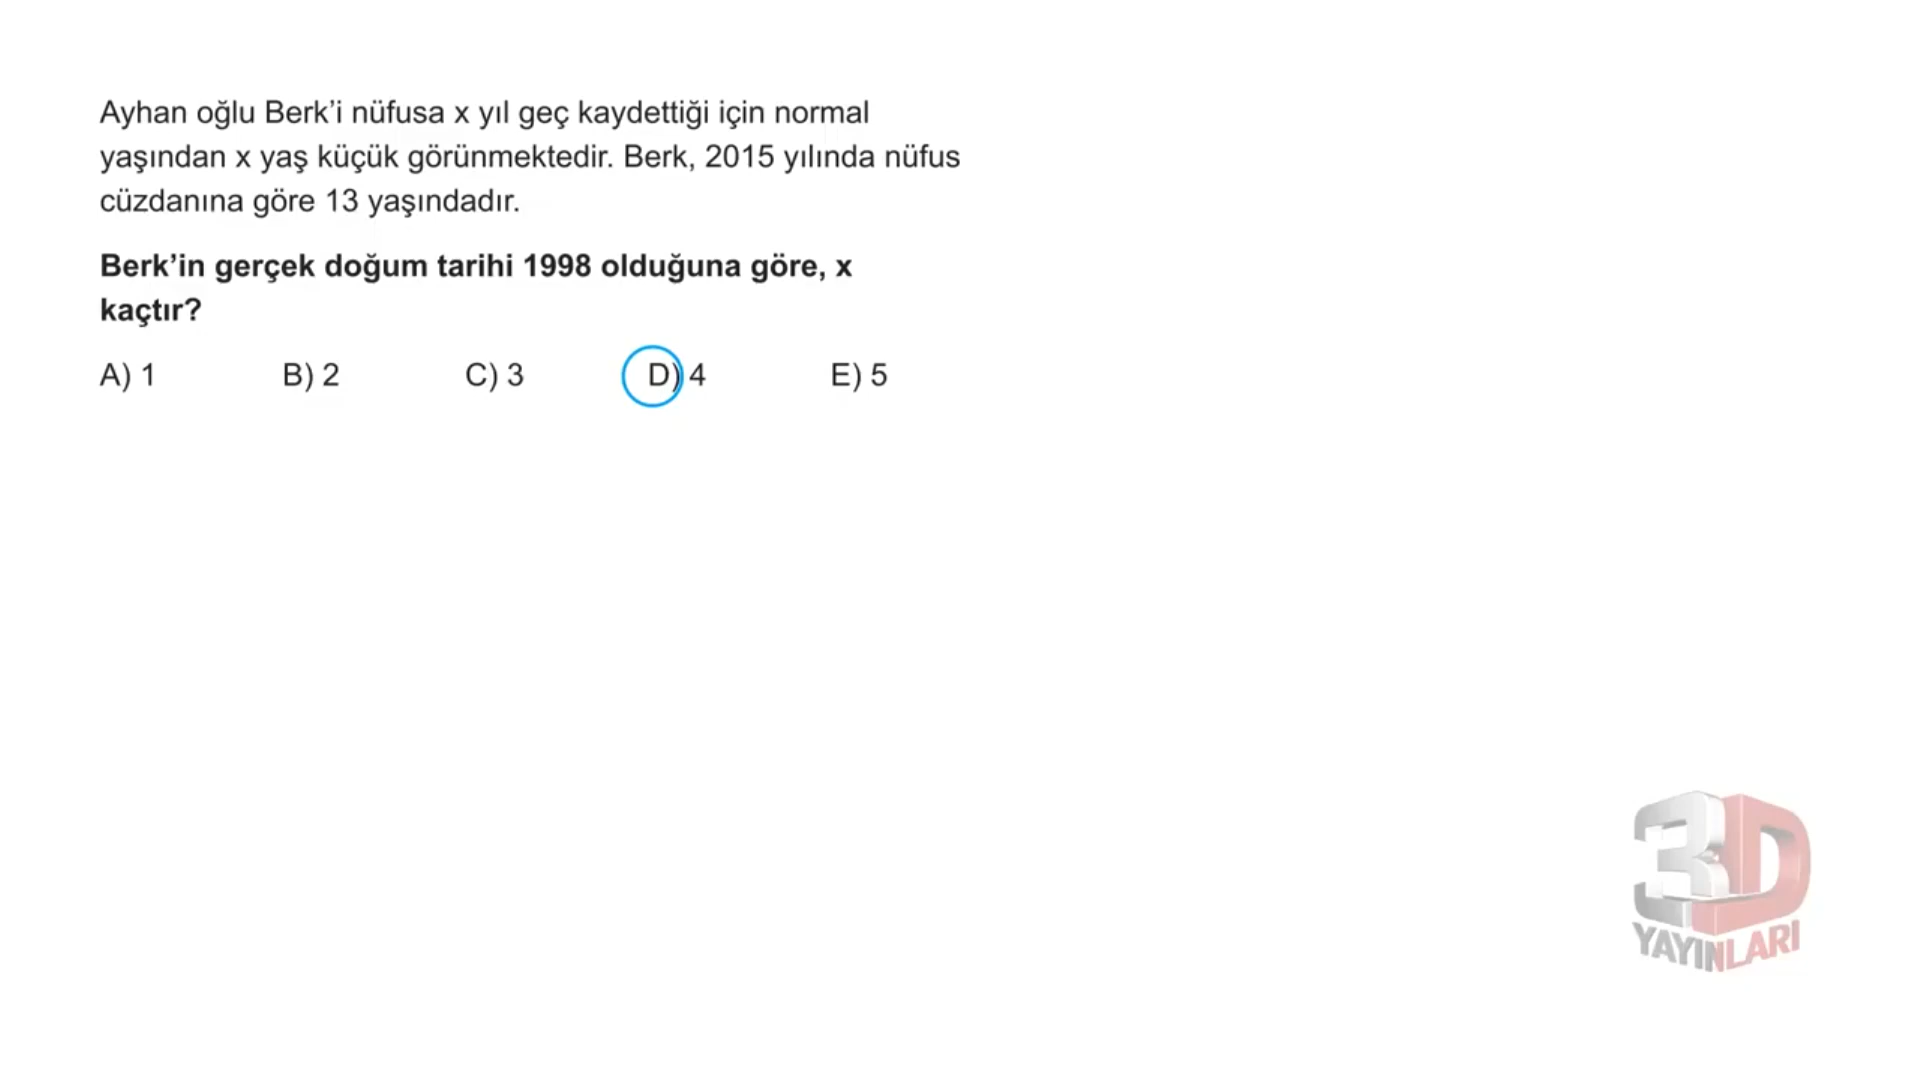 Ayhan oğlu Berk’i nüfusa x yıl geç kaydettiği için normal
yaşından x yaş küçük görünmektedir. Berk, 2015 yılında nüfus
cüzdanına göre 13 yaşındadır.
Berk’in gerçek doğum tarihi 1998 olduğuna göre, x
kaçtır?
A) 1 B) 2 C) 3 D) 4 E) 5
3D
YAYINLARI